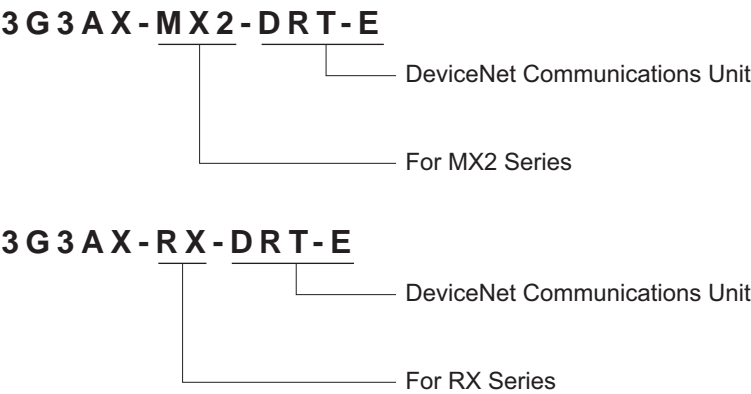 3G3AX-MX2-DRT-E
DeviceNet Communications Unit
For MX2 Series
3G3AX-RX-DRT-E
DeviceNet Communications Unit
For RX Series